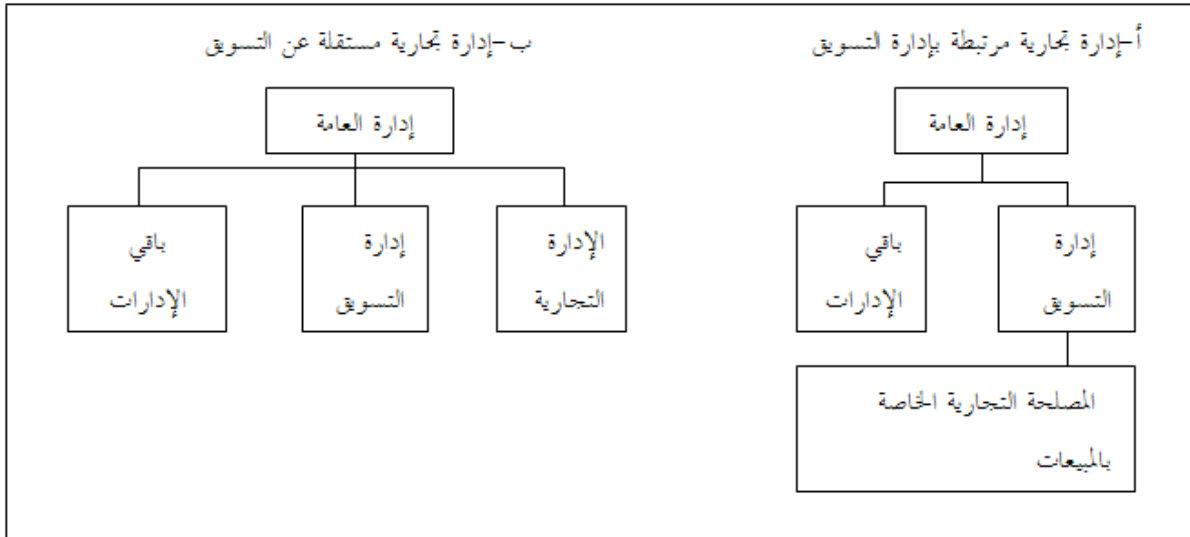 أ-إدارة تجارية مرتبطة بإدارة التسويق
إدارة العامة
إدارة
التسويق
باقي
الإدارات
المصلحة التجارية الخاصة
بالمبيعات
ب-إدارة تجارية مستقلة عن التسويق
إدارة العامة
الإدارة
التجارية
إدارة
التسويق
باقي
الإدارات